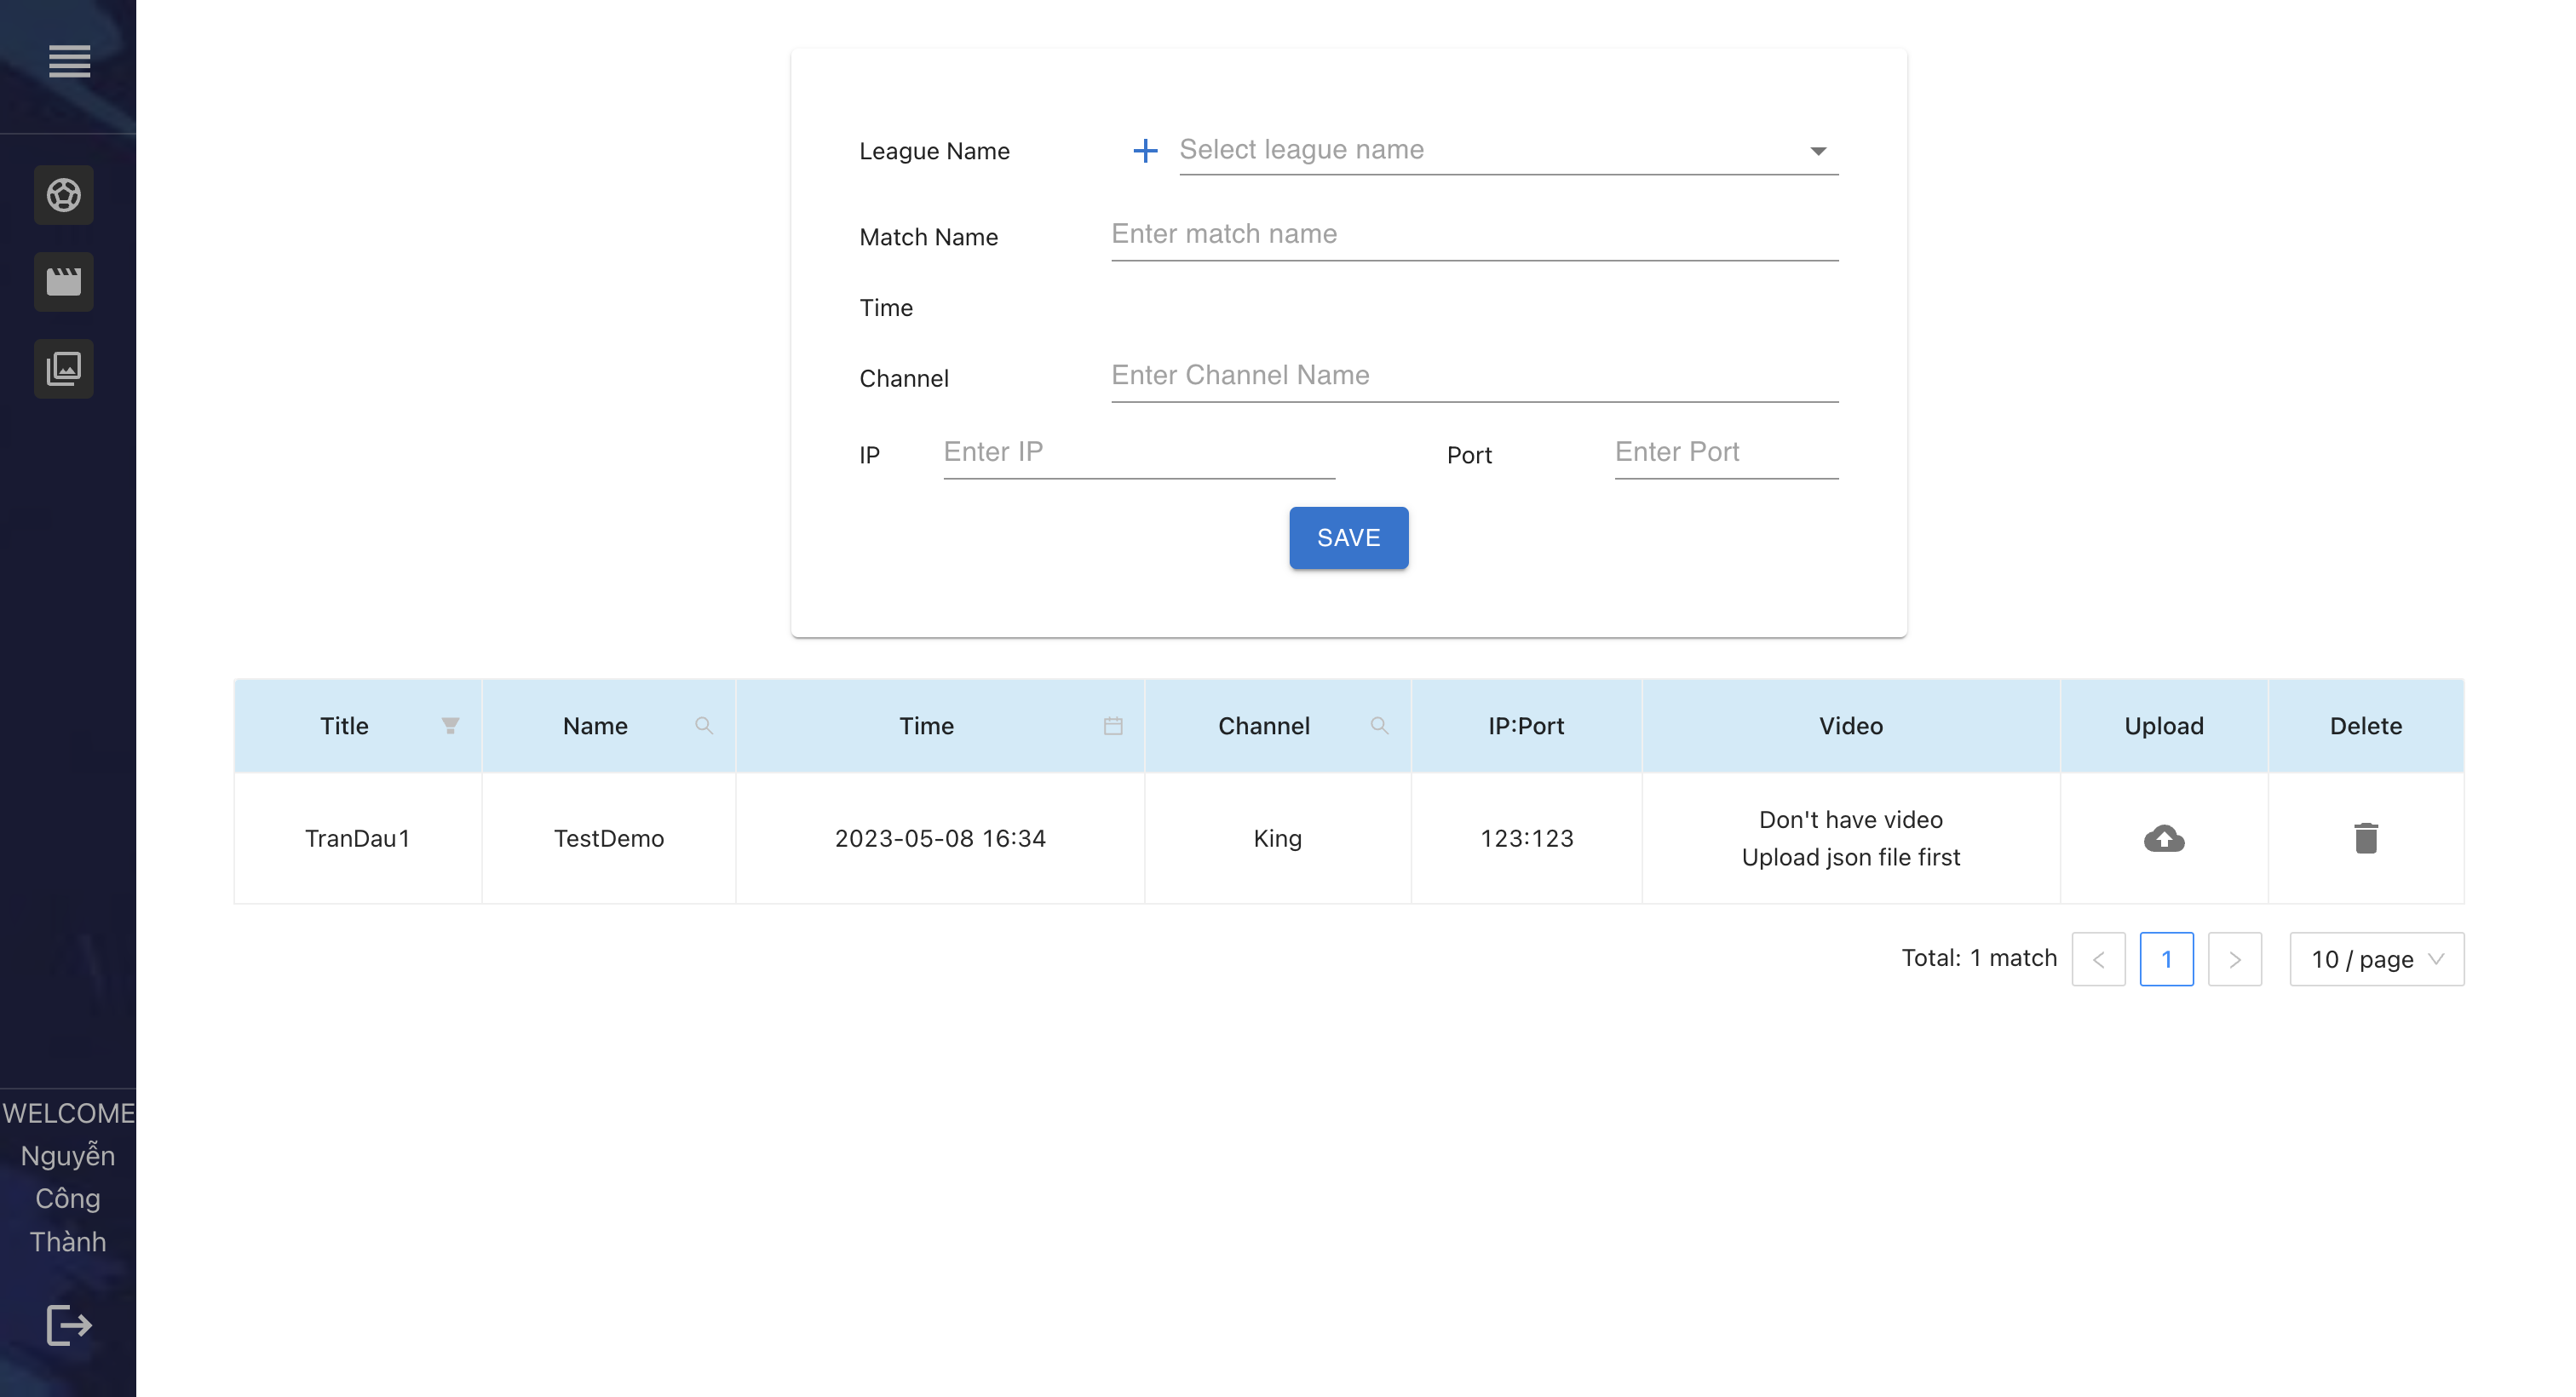 League Name
Select league name
Match Name
Enter match name
Time
Channel
Enter Channel Name
IP
Enter IP
Port
Enter Port
SAVE
Title Name Time Channel IP:Port Video Upload Delete
TranDau1 TestDemo 2023-05-08 16:34 King 123:123
Don't have video
Upload json file first
Total: 1 match < 1 > 10 / page
WELCOME
Nguyễn
Công
Thành